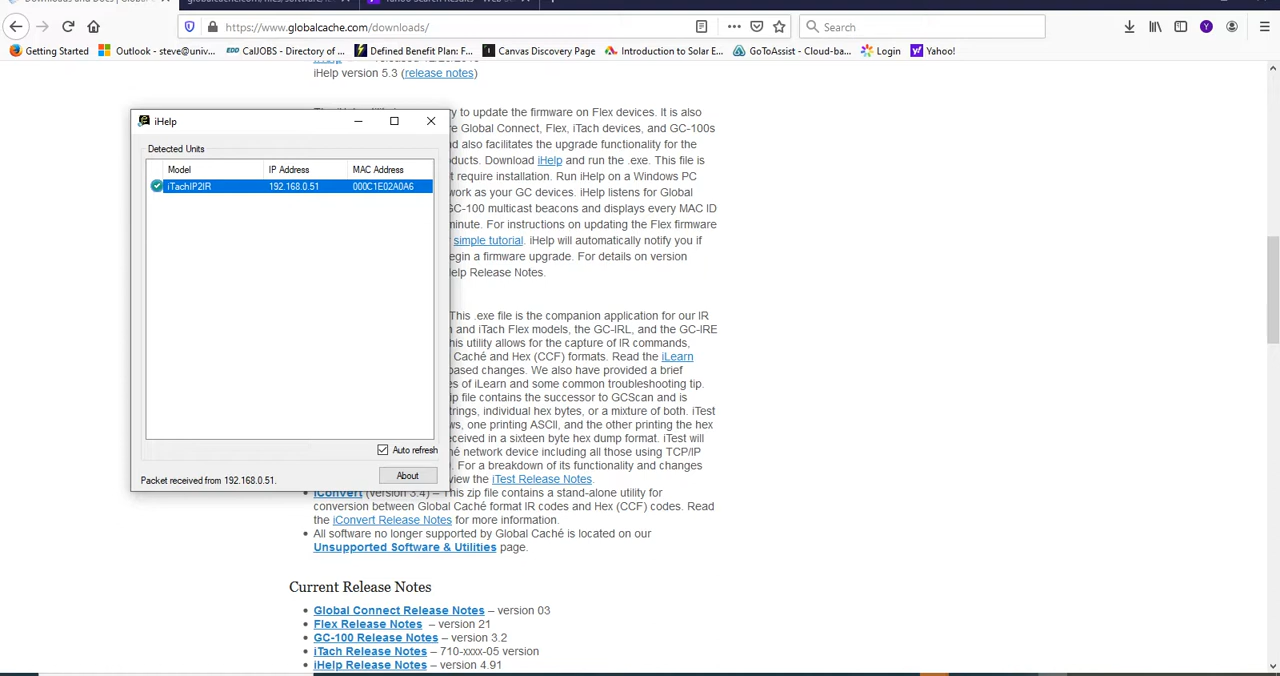 https://www.globalcache.com/downloads/
Search
Getting Started
Outlook - steve@univ...
CalJOBS - Directory of ...
Defined Benefit Plan: F...
Canvas Discovery Page
Introduction to Solar E...
GoToAssist - Cloud-ba...
Login
Yahoo!
iHelp version 5.3 (release notes)
y to update the firmware on Flex devices. It is also
e Global Connect, Flex, iTach devices, and GC-100s
nd also facilitates the upgrade functionality for the
oducts. Download iHelp and run the .exe. This file is
t require installation. Run iHelp on a Windows PC
work as your GC devices. iHelp listens for Global
GC-100 multicast beacons and displays every MAC ID
minute. For instructions on updating the Flex firmware
simple tutorial. iHelp will automatically notify you if
egin a firmware upgrade. For details on version
Help Release Notes.
This .exe file is the companion application for our IR
n and iTach Flex models, the GC-IRL, and the GC-IRE
his utility allows for the capture of IR commands,
Caché and Hex (CCF) formats. Read the iLearn
based changes. We also have provided a brief
es of iLearn and some common troubleshooting tip.
ip file contains the successor to GCScan and is
trings, individual hex bytes, or a mixture of both. iTest
ws, one printing ASCII, and the other printing the hex
eceived in a sixteen byte hex dump format. iTest will
hé network device including all those using TCP/IP
). For a breakdown of its functionality and changes
view the iTest Release Notes.
iConvert (version 3.4) – This zip file contains a stand-alone utility for
conversion between Global Caché format IR codes and Hex (CCF) codes. Read
the iConvert Release Notes for more information.
• All software no longer supported by Global Caché is located on our
Unsupported Software & Utilities page.
Current Release Notes
• Global Connect Release Notes – version 03
• Flex Release Notes – version 21
• GC-100 Release Notes – version 3.2
• iTach Release Notes – 710-xxxx-05 version
• iHelp Release Notes – version 4.91
iHelp
Detected Units
Model IP Address MAC Address
iTachIP2IR 192.168.0.51 000C1E02A0A6
Auto refresh
About
Packet received from 192.168.0.51.